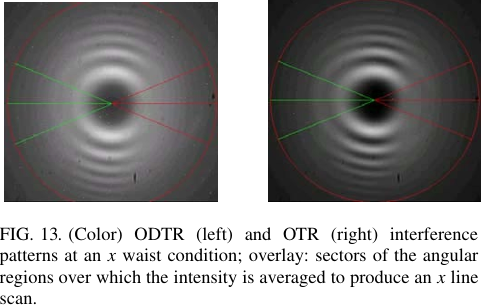 FIG. 13. (Color) ODTR (left) and OTR (right) interference
patterns at an x waist condition; overlay: sectors of the angular
regions over which the intensity is averaged to produce an x line
scan.